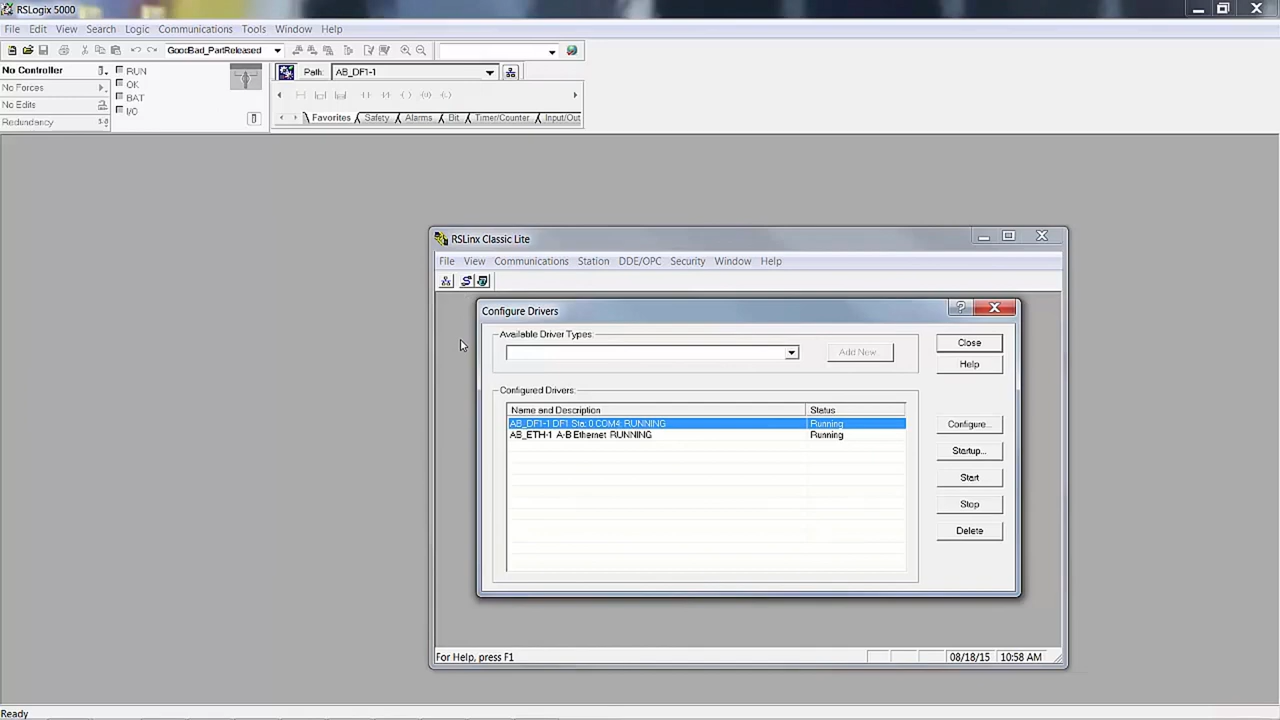 RSLogix 5000
File Edit View Search Logic Communications Tools Window Help
GoodBad_PartReleased
No Controller RUN Path: AB_DF1-1
No Forces OK
No Edits BAT
Redundancy I/O
Favorites Safety Alarms Bit Timer/Counter Input/Out
RSLinx Classic Lite
File View Communications Station DDE/OPC Security Window Help
Configure Drivers
Available Driver Types:
Add New...
Close
Help
Configured Drivers:
Name and Description Status
AB_DF1-1 DF1 Sta: 0 COM4: RUNNING Running
AB_ETH-1 A-B Ethernet RUNNING Running
Configure...
Startup...
Start
Stop
Delete
For Help, press F1 08/18/15 10:58 AM
Ready